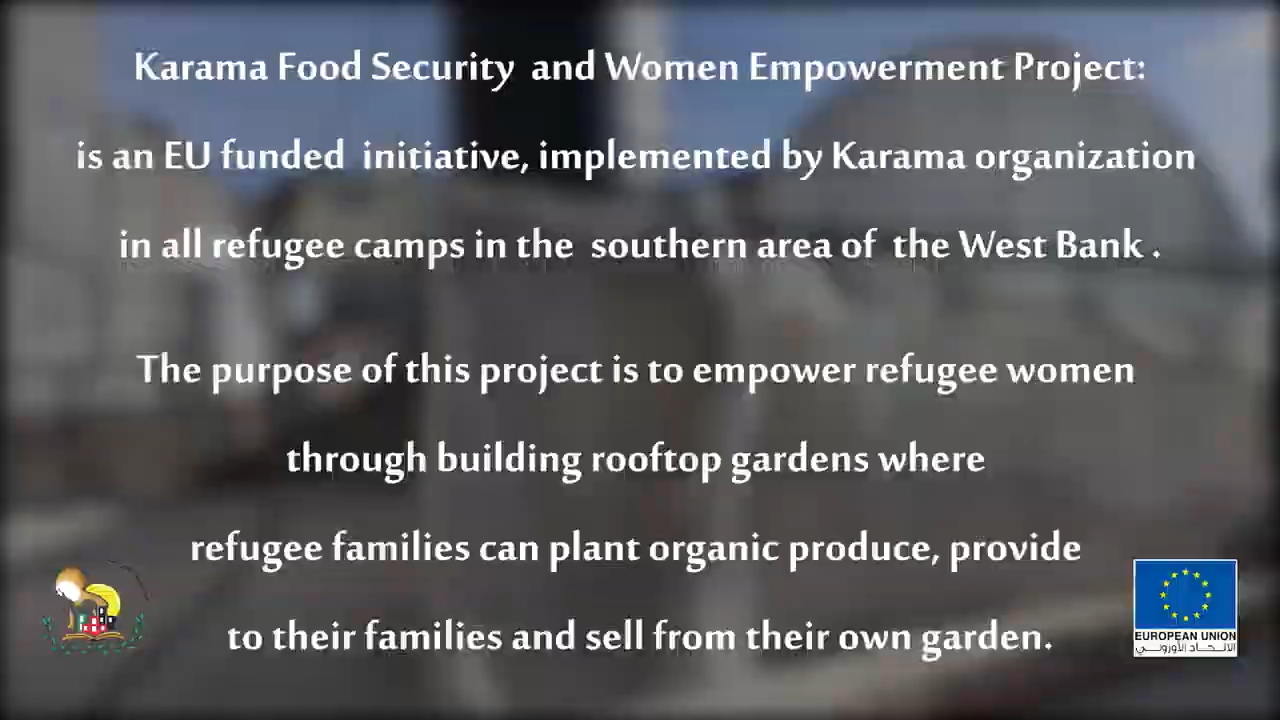 Karama Food Security and Women Empowerment Project:
is an EU funded initiative, implemented by Karama organization
in all refugee camps in the southern area of the West Bank .
The purpose of this project is to empower refugee women
through building rooftop gardens where
refugee families can plant organic produce, provide
to their families and sell from their own garden.
EUROPEAN UNION
الاتـحـاد الأوروبـي